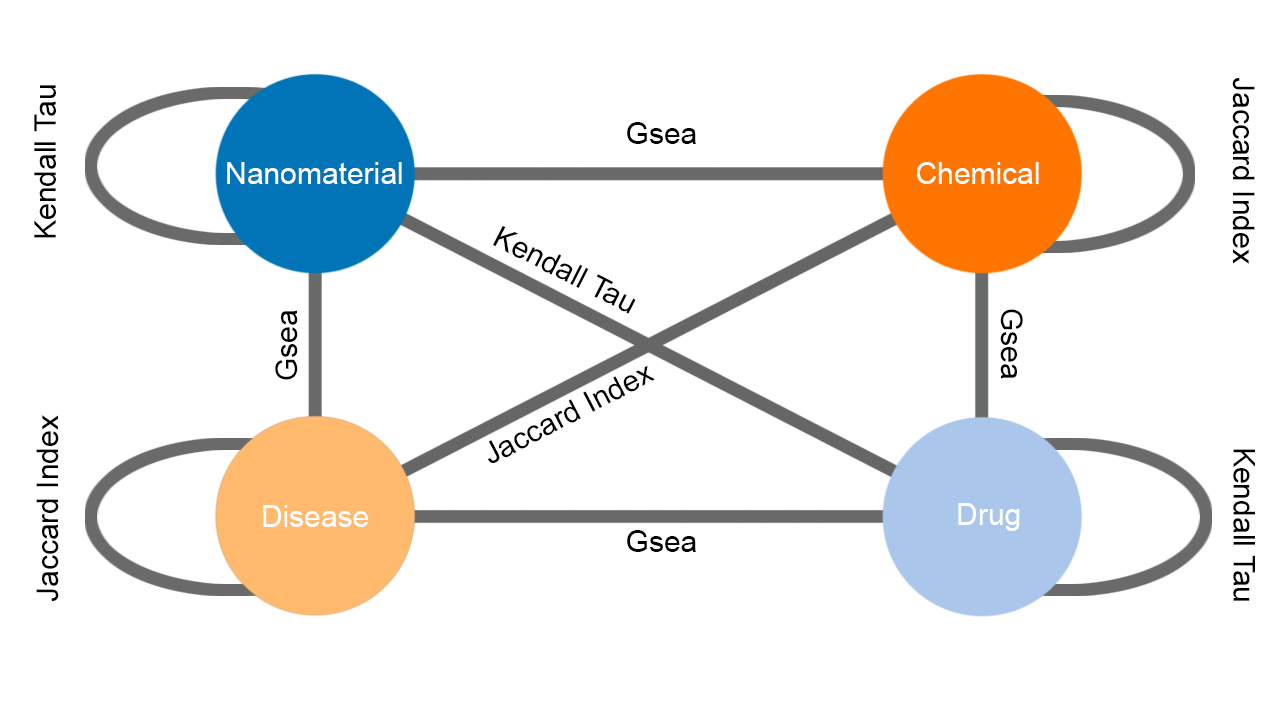 Kendall Tau
Nanomaterial
Gsea
Chemical
Jaccard Index
Kendall Tau
Gsea
Gsea
Jaccard Index
Jaccard Index
Disease
Gsea
Drug
Kendall Tau